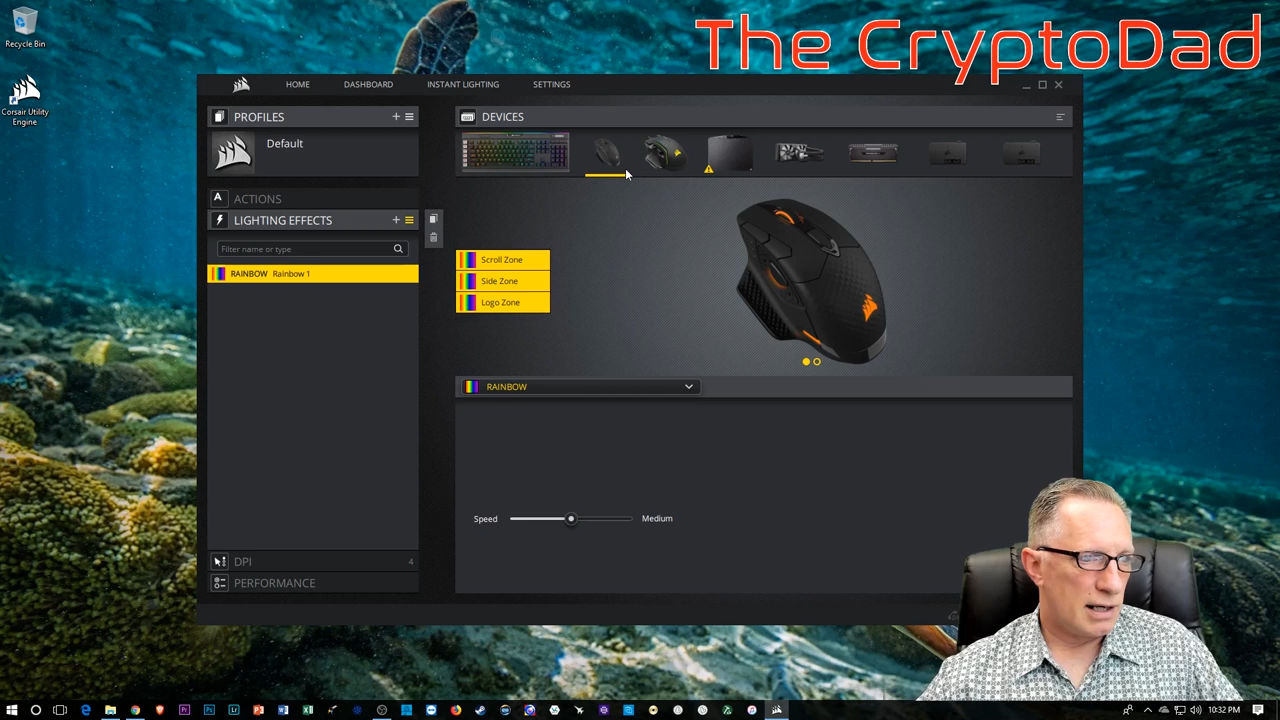 The CryptoDad
Recycle Bin
Corsair Utility
Engine
HOME
DASHBOARD
INSTANT LIGHTING
SETTINGS
PROFILES
Default
A ACTIONS
LIGHTING EFFECTS
Filter name or type
RAINBOW Rainbow 1
DPI 4
PERFORMANCE
DEVICES
Scroll Zone
Side Zone
Logo Zone
RAINBOW
Speed
Medium
10:32 PM